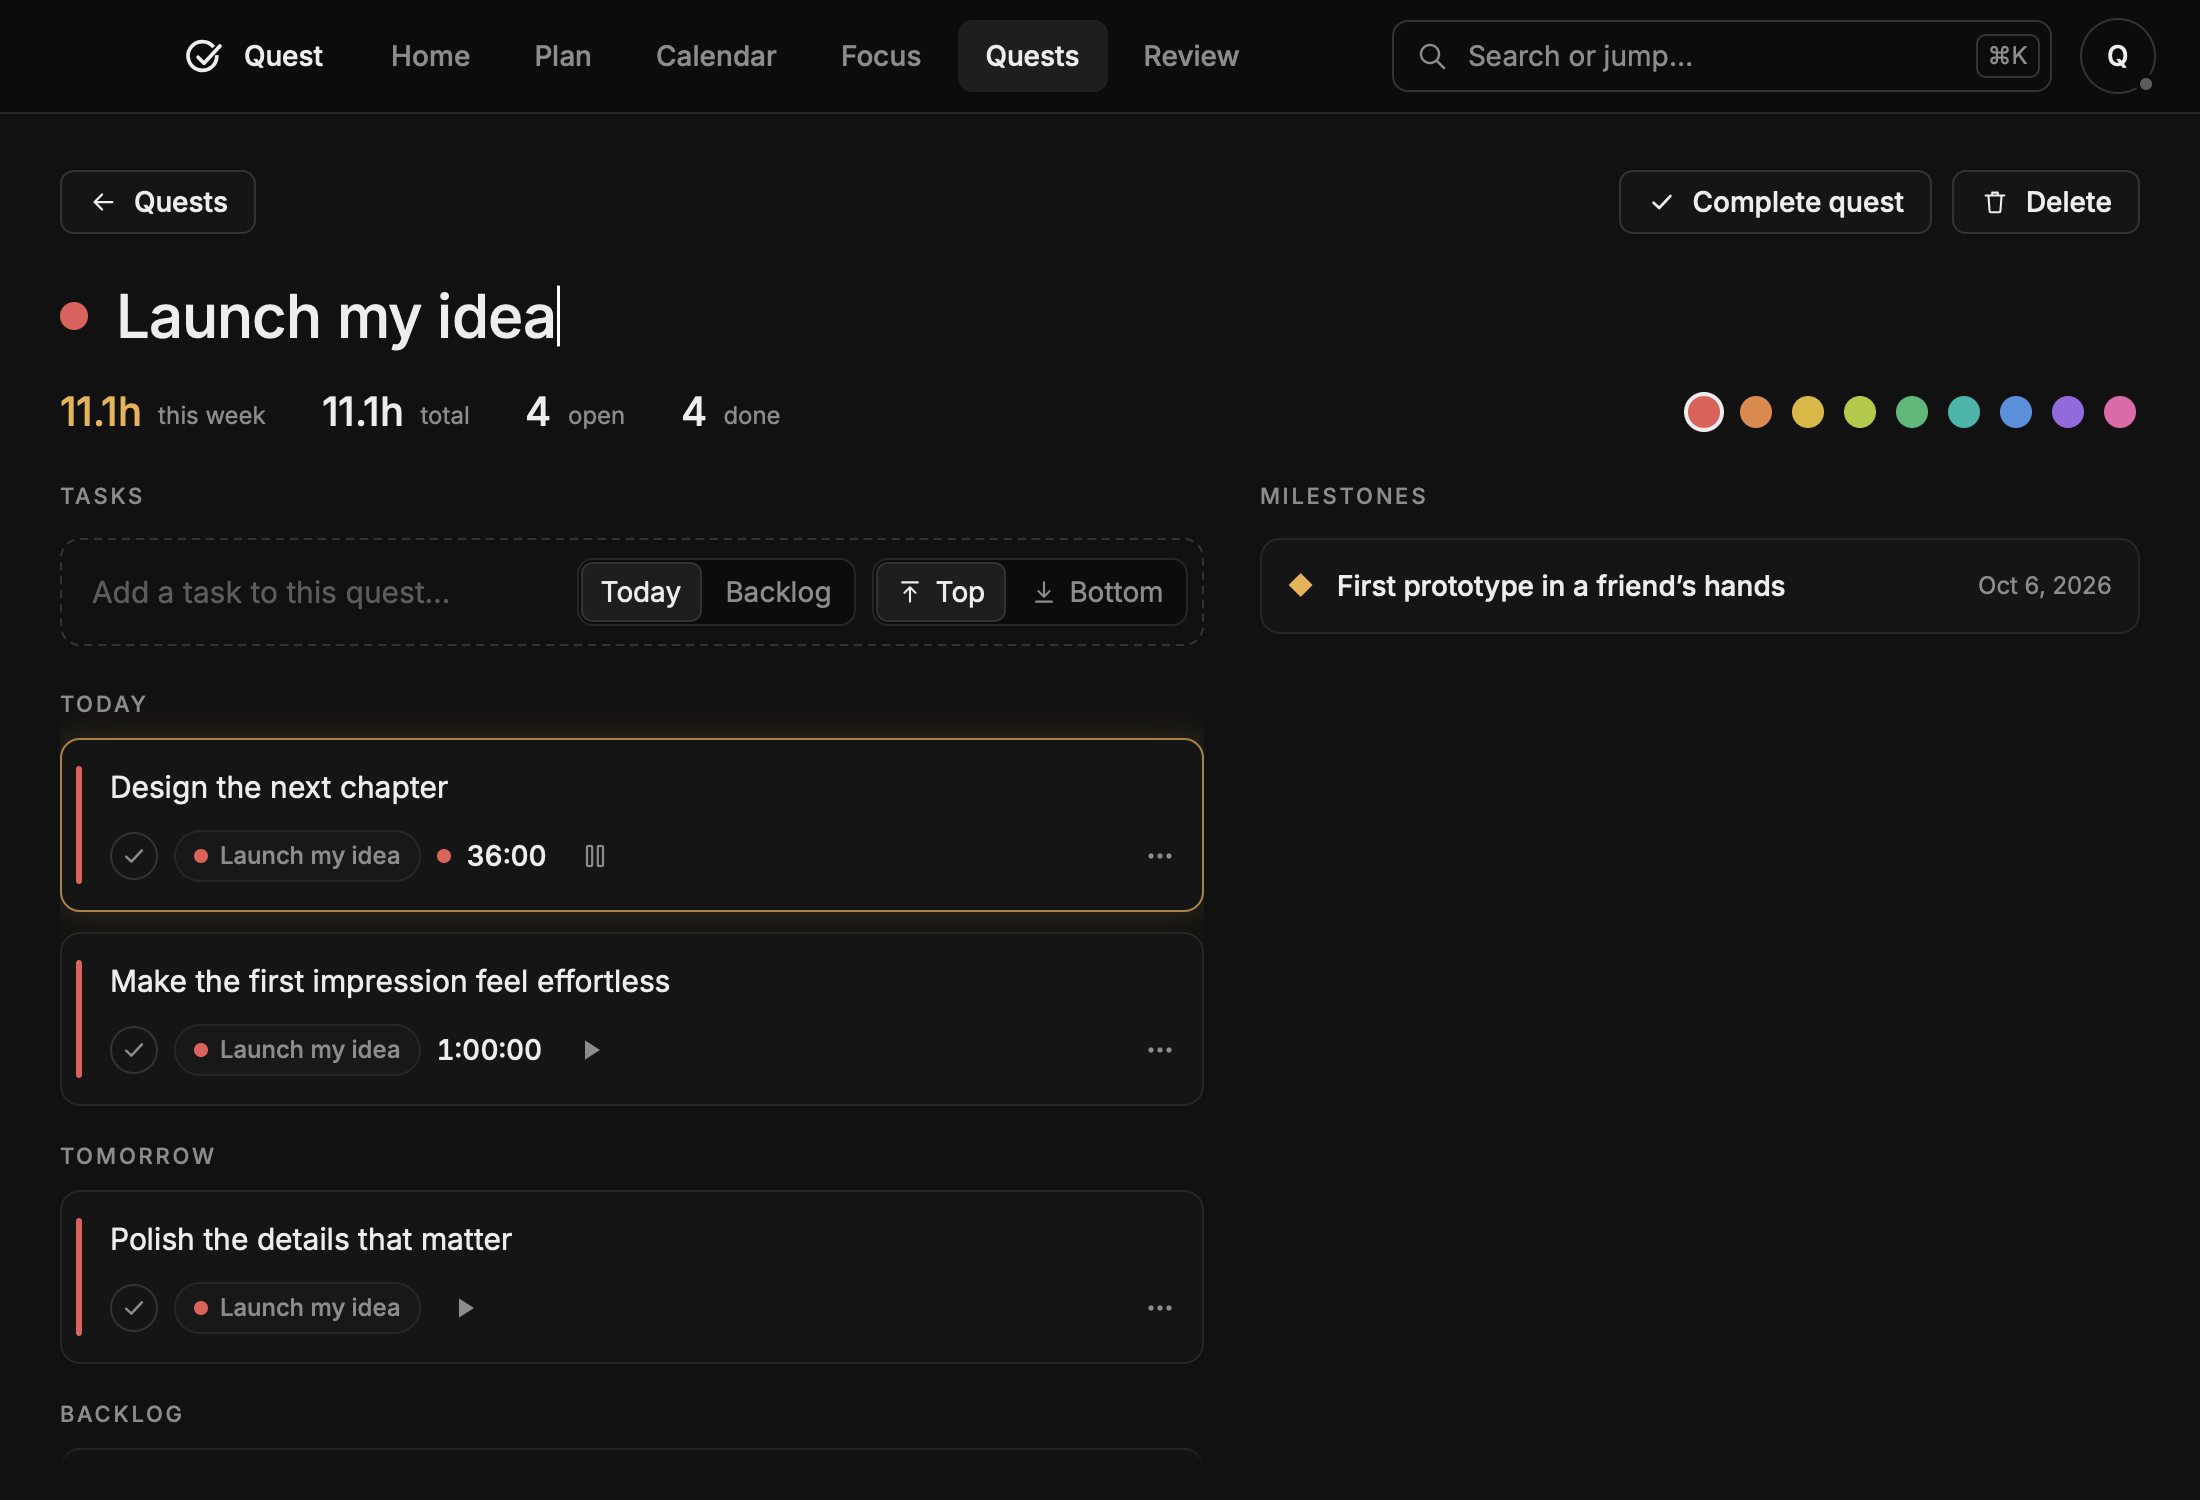 Quest Home Plan Calendar Focus Quests Review Search or jump... ⌘K Q
Quests Complete quest Delete
Launch my idea
11.1h this week 11.1h total 4 open 4 done
TASKS
Add a task to this quest... Today Backlog Top Bottom
TODAY
Design the next chapter
Launch my idea 36:00
Make the first impression feel effortless
Launch my idea 1:00:00
TOMORROW
Polish the details that matter
Launch my idea
BACKLOG
MILESTONES
First prototype in a friend’s hands Oct 6, 2026